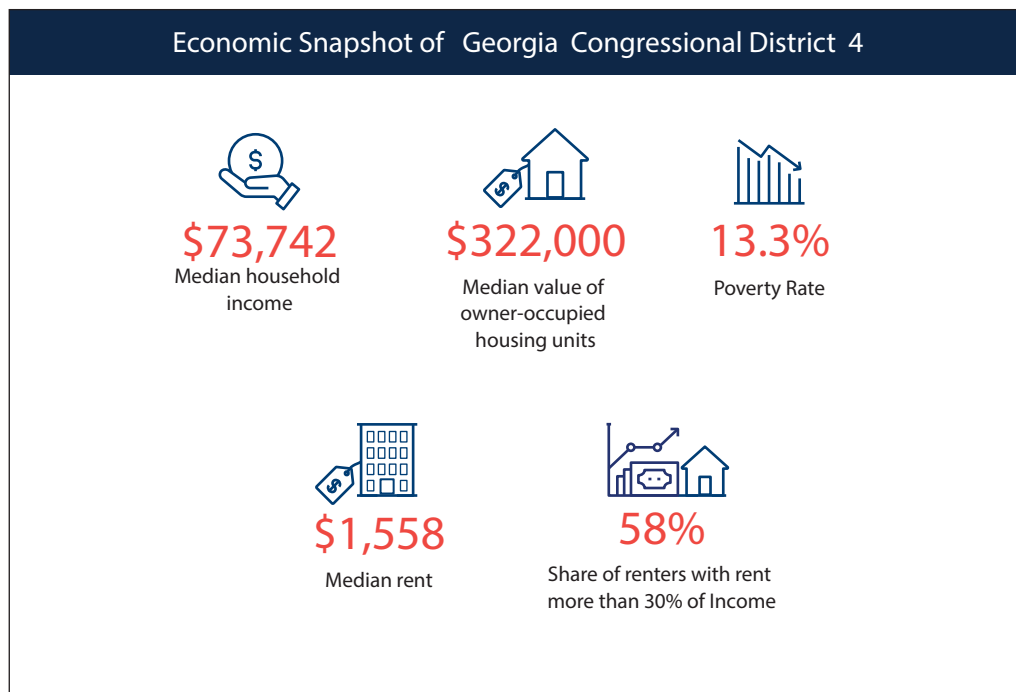 Economic Snapshot of Georgia Congressional District 4
$
$
$73,742
Median household
income
$322,000
Median value of
owner-occupied
housing units
13.3%
Poverty Rate
$
$1,558
Median rent
58%
Share of renters with rent
more than 30% of Income